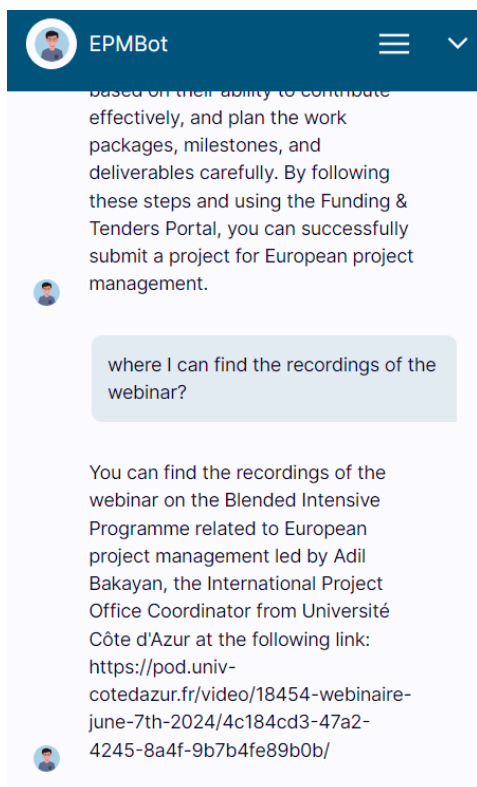 EPMBot
based on their ability to contribute
effectively, and plan the work
packages, milestones, and
deliverables carefully. By following
these steps and using the Funding &
Tenders Portal, you can successfully
submit a project for European project
management.
where I can find the recordings of the
webinar?
You can find the recordings of the
webinar on the Blended Intensive
Programme related to European
project management led by Adil
Bakayan, the International Project
Office Coordinator from Université
Côte d'Azur at the following link:
https://pod.univ-
cotedazur.fr/video/18454-webinaire-
june-7th-2024/4c184cd3-47a2-
4245-8a4f-9b7b4fe89b0b/